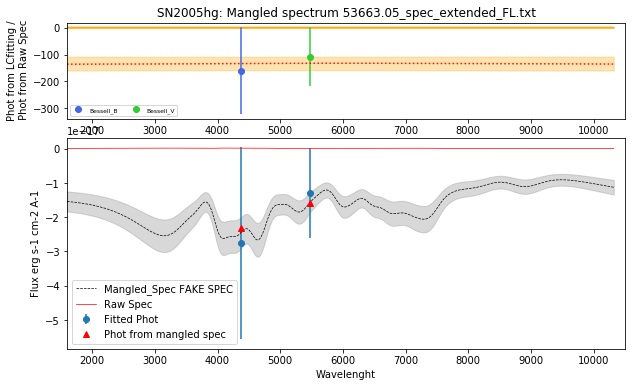 SN2005hg: Mangled spectrum 53663.05_spec_extended_FL.txt
Phot from LCfitting /
Phot from Raw Spec
0
−100
−200
−300
Bessell_B
Bessell_V
2000 3000 4000 5000 6000 7000 8000 9000 10000
1e−17
Flux erg s-1 cm-2 A-1
0
−1
−2
−3
−4
−5
Mangled_Spec FAKE SPEC
Raw Spec
Fitted Phot
Phot from mangled spec
2000 3000 4000 5000 6000 7000 8000 9000 10000
Wavelenght